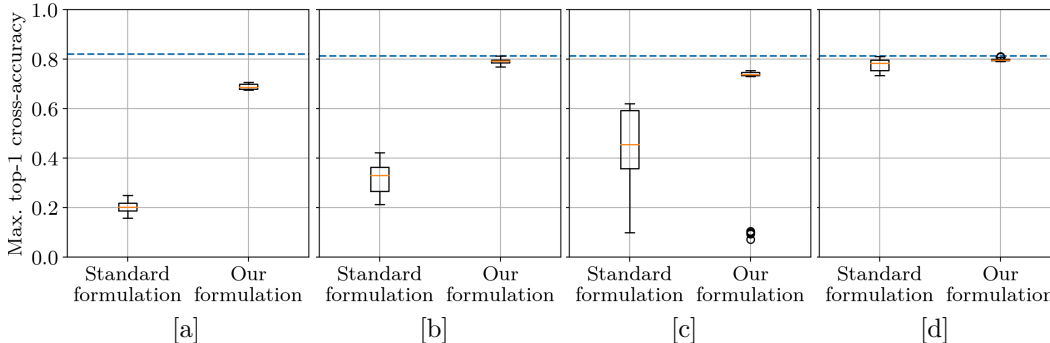 Max. top-1 cross-accuracy
1.0
0.8
0.6
0.4
0.2
0.0
Standard formulation
Our formulation
[a]
Standard formulation
Our formulation
[b]
Standard formulation
Our formulation
[c]
Standard formulation
Our formulation
[d]